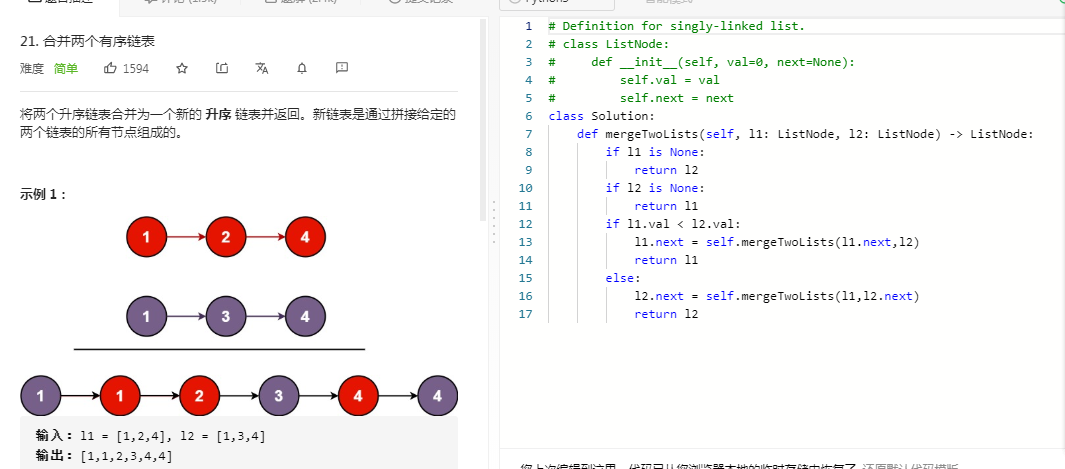 21. 合并两个有序链表
难度 简单 1594
将两个升序链表合并为一个新的 升序 链表并返回。新链表是通过拼接给定的
两个链表的所有节点组成的。
示例 1：
1 2 4
1 3 4
1 1 2 3 4 4
输入：l1 = [1,2,4], l2 = [1,3,4]
输出：[1,1,2,3,4,4]
1 # Definition for singly-linked list.
2 # class ListNode:
3 #     def __init__(self, val=0, next=None):
4 #         self.val = val
5 #         self.next = next
6 class Solution:
7     def mergeTwoLists(self, l1: ListNode, l2: ListNode) -> ListNode:
8         if l1 is None:
9             return l2
10         if l2 is None:
11             return l1
12         if l1.val < l2.val:
13             l1.next = self.mergeTwoLists(l1.next,l2)
14             return l1
15         else:
16             l2.next = self.mergeTwoLists(l1,l2.next)
17             return l2